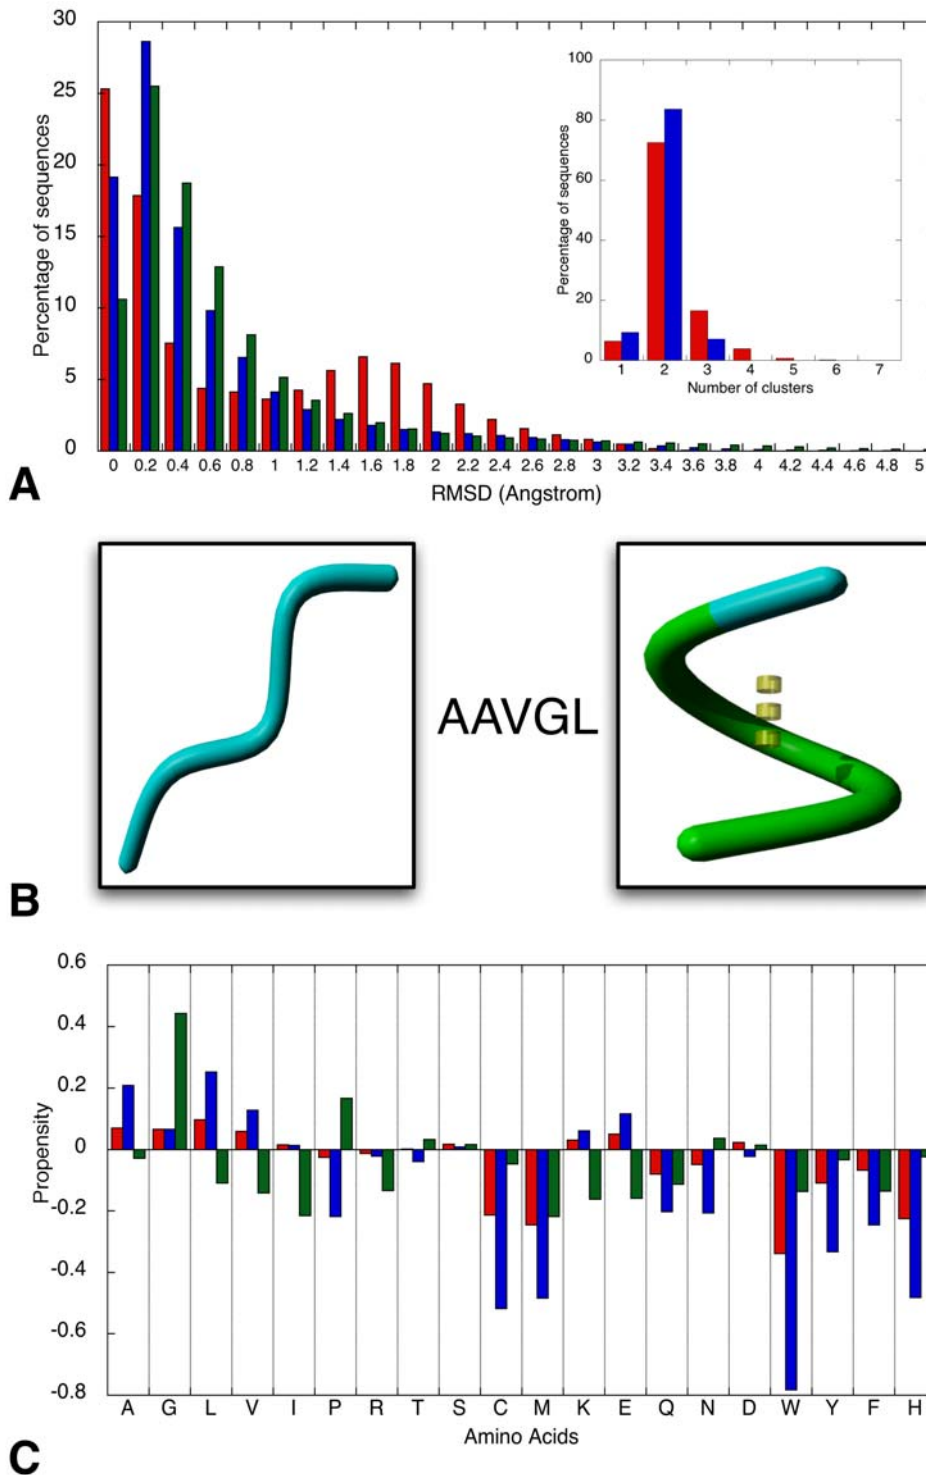 30
25
20
15
10
5
0
Percentage of sequences
0 0.2 0.4 0.6 0.8 1 1.2 1.4 1.6 1.8 2 2.2 2.4 2.6 2.8 3 3.2 3.4 3.6 3.8 4 4.2 4.4 4.6 4.8 5
RMSD (Angstrom)
100
80
60
40
20
0
Percentage of sequences
1 2 3 4 5 6 7
Number of clusters
A
AAVGL
B
0.6
0.4
0.2
0
-0.2
-0.4
-0.6
-0.8
Propensity
A G L V I P R T S C M K E Q N D W Y F H
Amino Acids
C